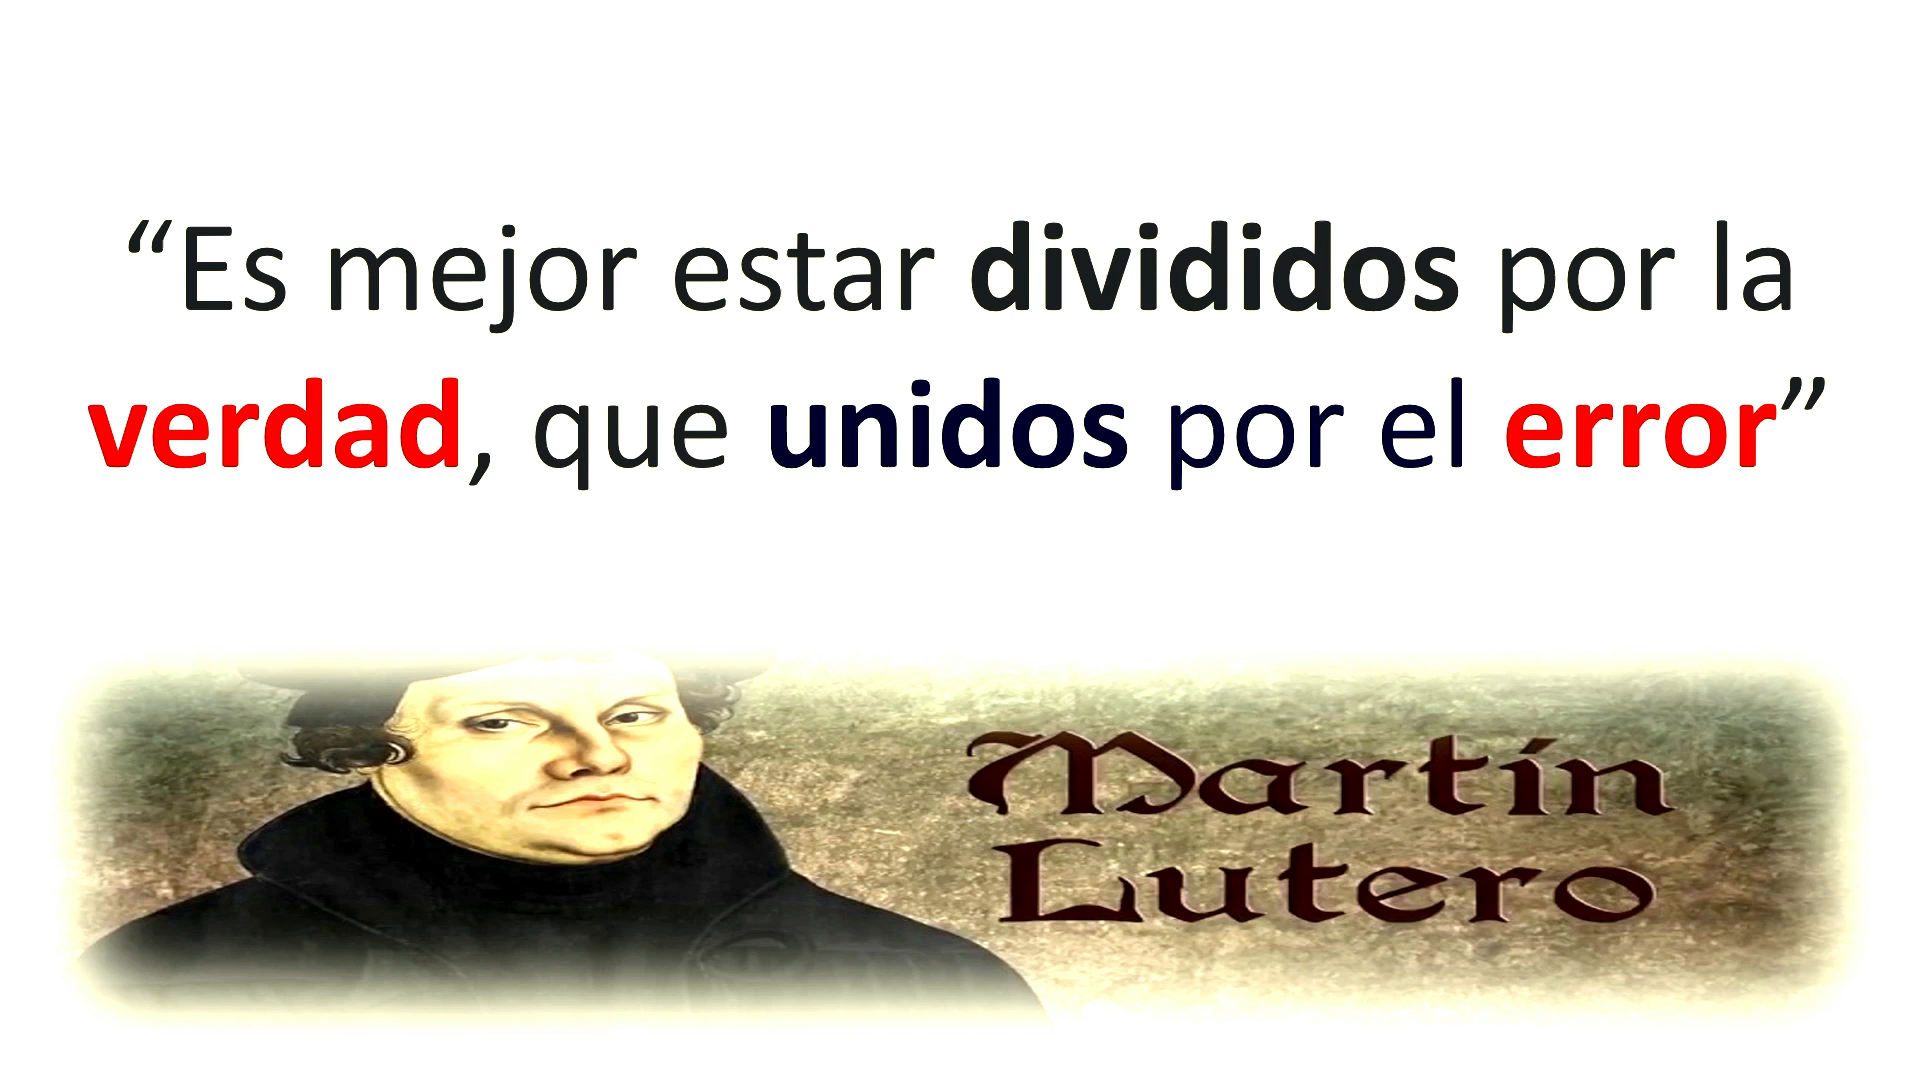 “Es mejor estar divididos por la
verdad, que unidos por el error”
Martín
Lutero